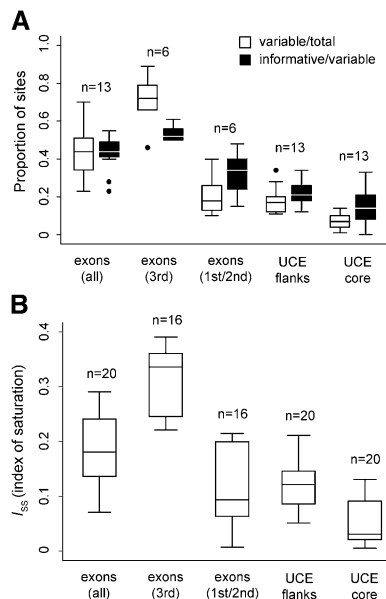 A
variable/total
informative/variable
Proportion of sites
1.0
0.8
0.6
0.4
0.2
0
n=13
n=6
n=6
n=13
n=13
exons (all)
exons (3rd)
exons (1st/2nd)
UCE flanks
UCE core
B
I_SS (index of saturation)
0.4
0.3
0.2
0.1
0
n=20
n=16
n=16
n=20
n=20
exons (all)
exons (3rd)
exons (1st/2nd)
UCE flanks
UCE core